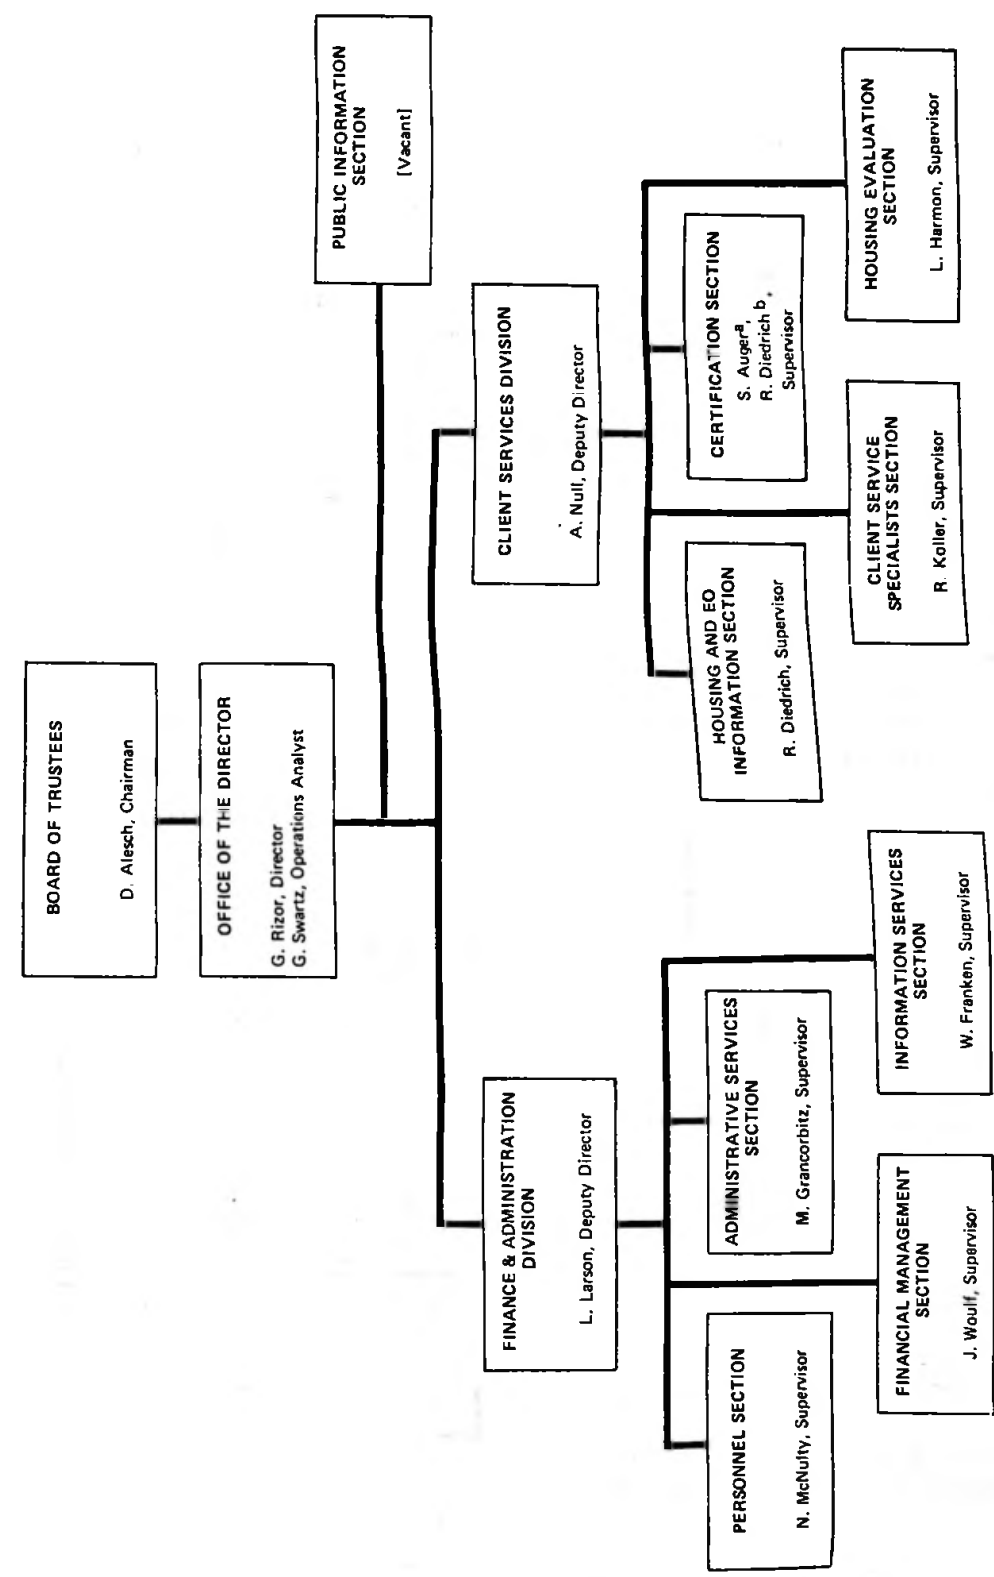 BOARD OF TRUSTEES
D. Alesch, Chairman
OFFICE OF THE DIRECTOR
G. Rizor, Director
G. Swartz, Operations Analyst
PUBLIC INFORMATION
SECTION
[Vacant]
FINANCE & ADMINISTRATION
DIVISION
L. Larson, Deputy Director
CLIENT SERVICES DIVISION
A. Null, Deputy Director
PERSONNEL SECTION
N. McNulty, Supervisor
ADMINISTRATIVE SERVICES
SECTION
M. Grancorbitz, Supervisor
FINANCIAL MANAGEMENT
SECTION
J. Woulf, Supervisor
INFORMATION SERVICES
SECTION
W. Franken, Supervisor
HOUSING AND EO
INFORMATION SECTION
R. Diedrich, Supervisor
CERTIFICATION SECTION
S. Auger^a,
R. Diedrich^b,
Supervisor
CLIENT SERVICE
SPECIALISTS SECTION
R. Koller, Supervisor
HOUSING EVALUATION
SECTION
L. Harmon, Supervisor